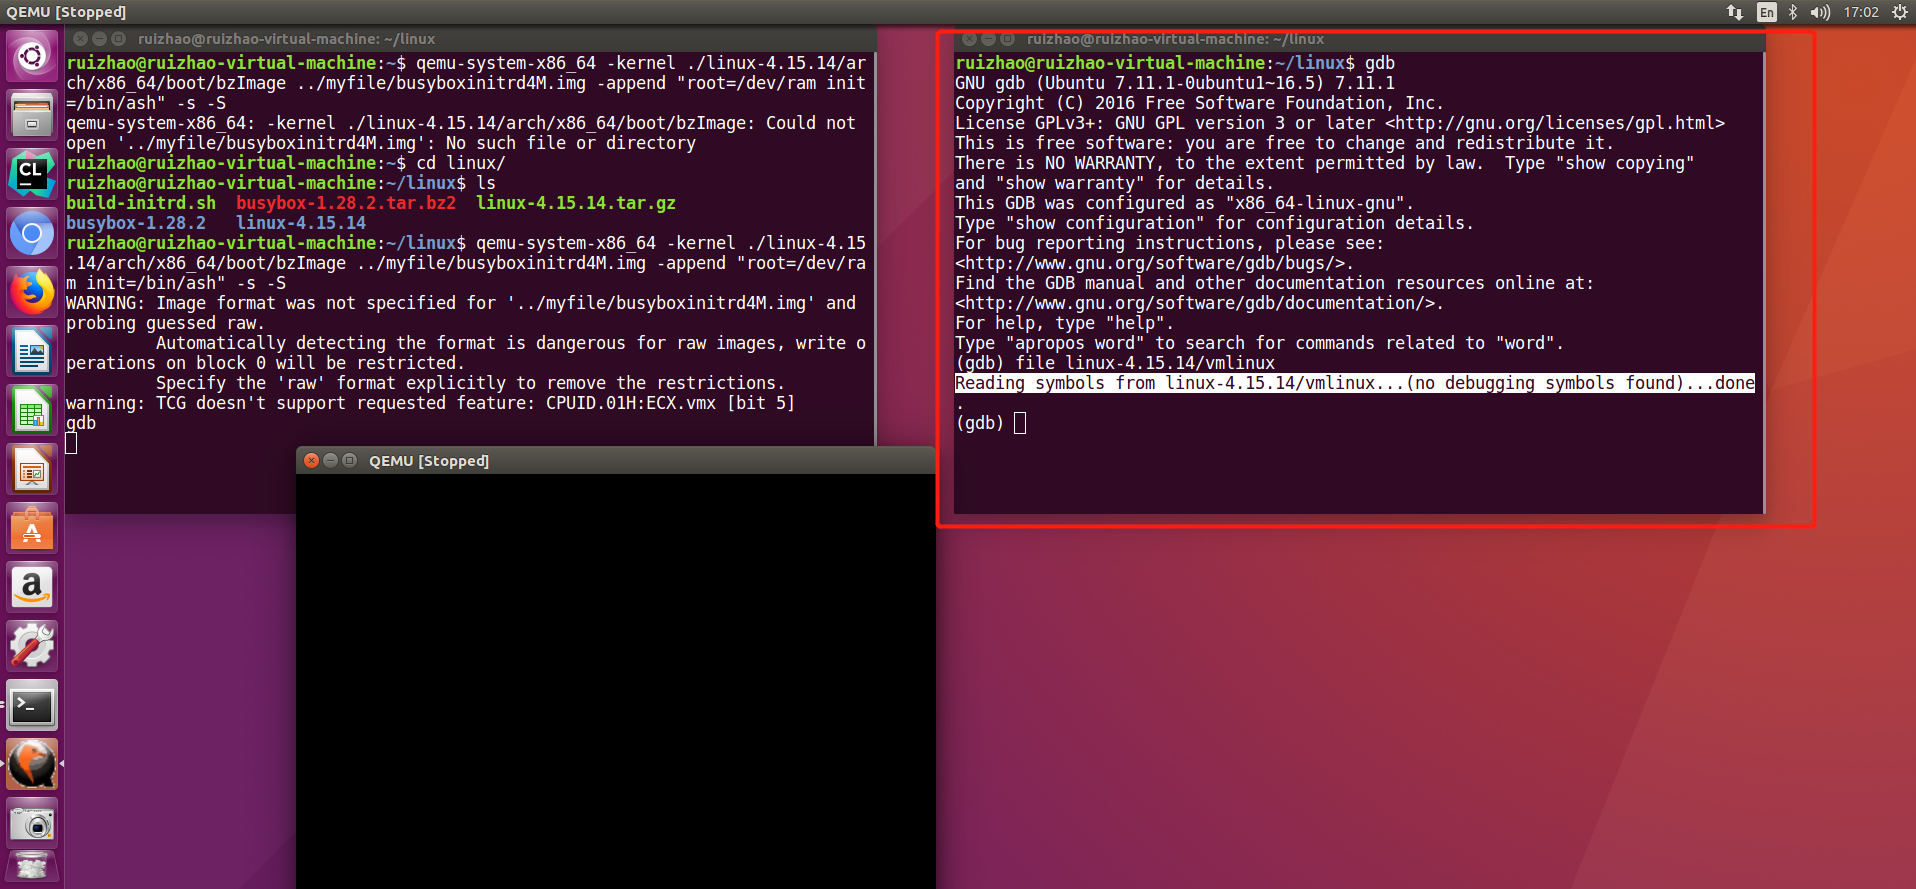 QEMU [Stopped]
En
17:02
ruizhao@ruizhao-virtual-machine: ~/linux
ruizhao@ruizhao-virtual-machine:~$ qemu-system-x86_64 -kernel ./linux-4.15.14/ar
ch/x86_64/boot/bzImage ../myfile/busyboxinitrd4M.img -append "root=/dev/ram init
=/bin/ash" -s -S
qemu-system-x86_64: -kernel ./linux-4.15.14/arch/x86_64/boot/bzImage: Could not
open '../myfile/busyboxinitrd4M.img': No such file or directory
ruizhao@ruizhao-virtual-machine:~$ cd linux/
ruizhao@ruizhao-virtual-machine:~/linux$ ls
build-initrd.sh  busybox-1.28.2.tar.bz2  linux-4.15.14.tar.gz
busybox-1.28.2   linux-4.15.14
ruizhao@ruizhao-virtual-machine:~/linux$ qemu-system-x86_64 -kernel ./linux-4.15
.14/arch/x86_64/boot/bzImage ../myfile/busyboxinitrd4M.img -append "root=/dev/ra
m init=/bin/ash" -s -S
WARNING: Image format was not specified for '../myfile/busyboxinitrd4M.img' and
probing guessed raw.
         Automatically detecting the format is dangerous for raw images, write o
perations on block 0 will be restricted.
         Specify the 'raw' format explicitly to remove the restrictions.
warning: TCG doesn't support requested feature: CPUID.01H:ECX.vmx [bit 5]
gdb
QEMU [Stopped]
ruizhao@ruizhao-virtual-machine: ~/linux
ruizhao@ruizhao-virtual-machine:~/linux$ gdb
GNU gdb (Ubuntu 7.11.1-0ubuntu1~16.5) 7.11.1
Copyright (C) 2016 Free Software Foundation, Inc.
License GPLv3+: GNU GPL version 3 or later <http://gnu.org/licenses/gpl.html>
This is free software: you are free to change and redistribute it.
There is NO WARRANTY, to the extent permitted by law.  Type "show copying"
and "show warranty" for details.
This GDB was configured as "x86_64-linux-gnu".
Type "show configuration" for configuration details.
For bug reporting instructions, please see:
<http://www.gnu.org/software/gdb/bugs/>.
Find the GDB manual and other documentation resources online at:
<http://www.gnu.org/software/gdb/documentation/>.
For help, type "help".
Type "apropos word" to search for commands related to "word".
(gdb) file linux-4.15.14/vmlinux
Reading symbols from linux-4.15.14/vmlinux...(no debugging symbols found)...done
.
(gdb)
CL
A
a
>_